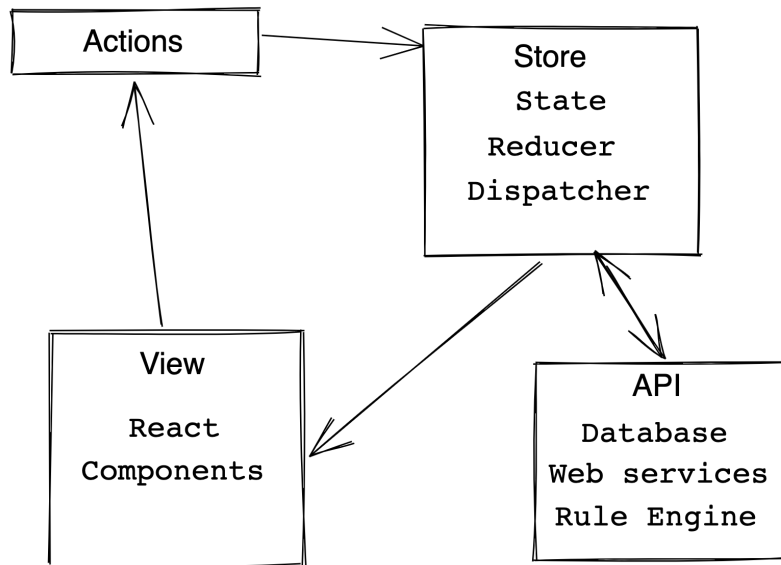 Actions
Store
State
Reducer
Dispatcher
View
React
Components
API
Database
Web services
Rule Engine